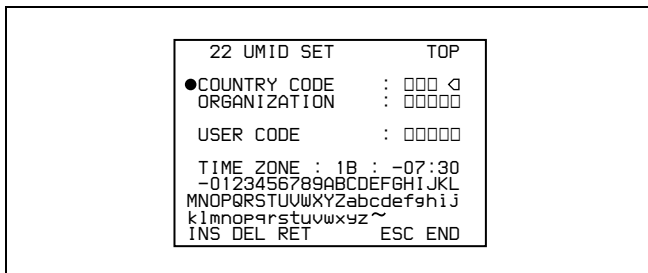 22 UMID SET TOP
●COUNTRY CODE : □□□ ◁
ORGANIZATION : □□□□□
USER CODE : □□□□□
TIME ZONE : 1B : -07:30
-0123456789ABCDEFGHIJKL
MNOPQRSTUVWXYZabcdefghij
klmnopqrstuvwxyz~
INS DEL RET ESC END